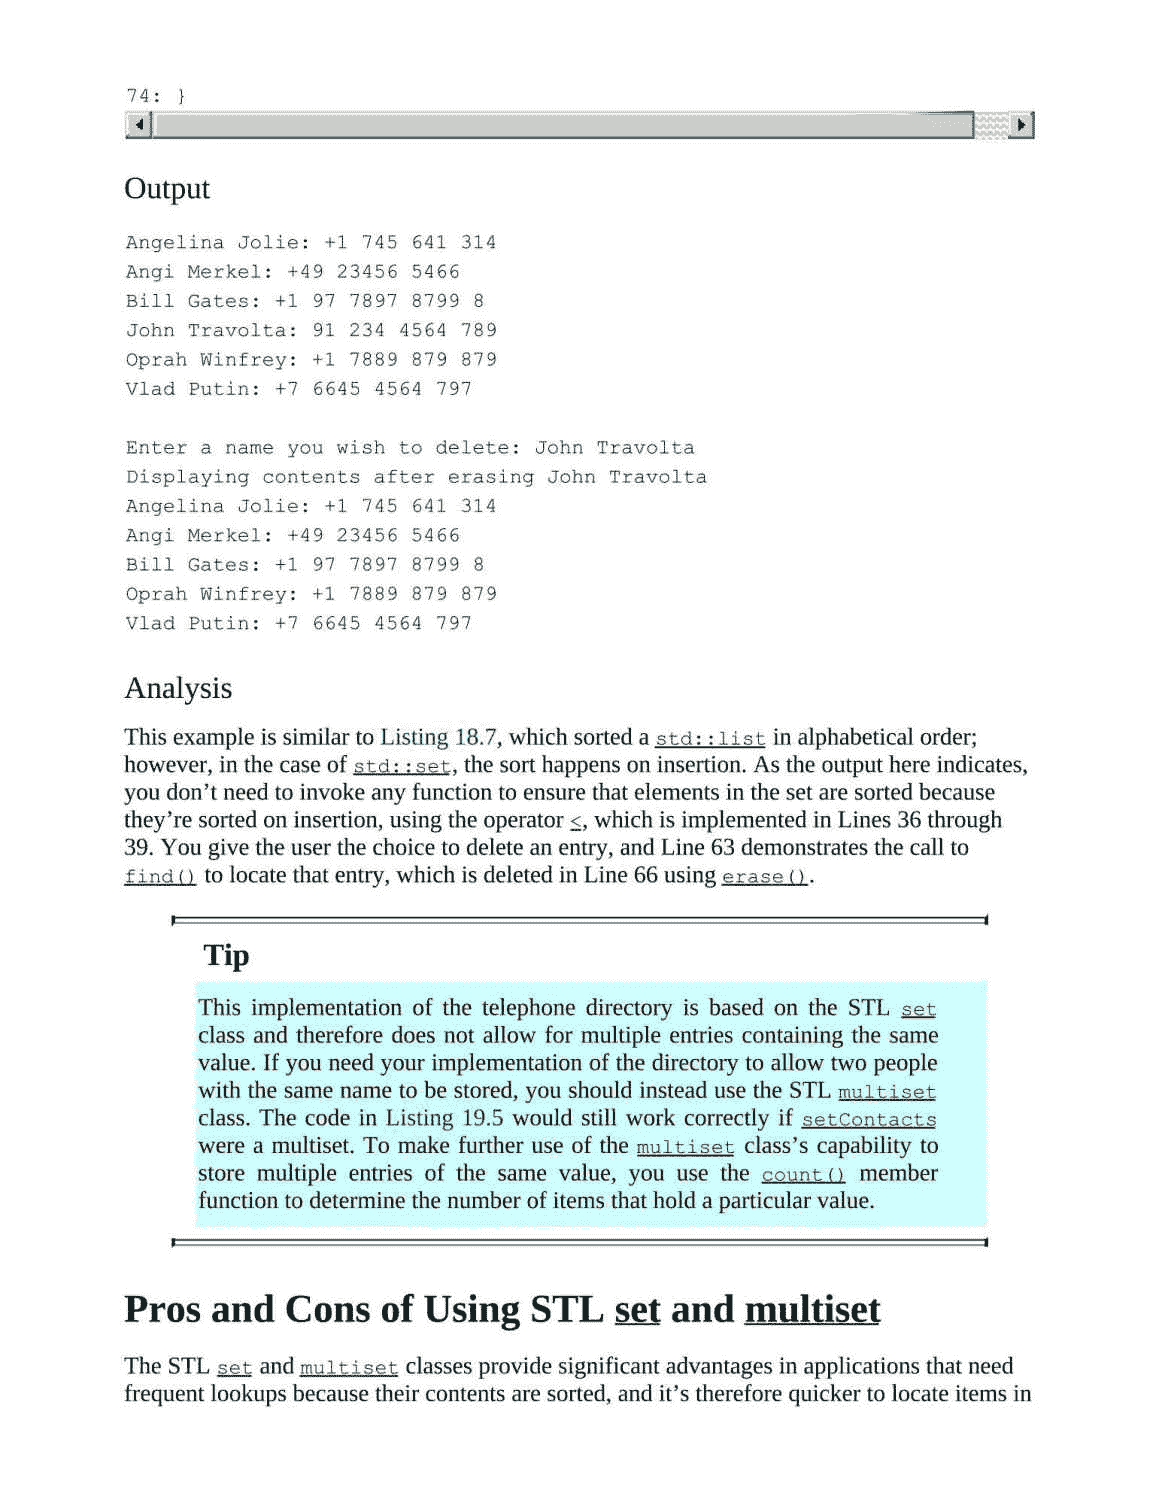 74: }
Output
Angelina Jolie: +1 745 641 314
Angi Merkel: +49 23456 5466
Bill Gates: +1 97 7897 8799 8
John Travolta: 91 234 4564 789
Oprah Winfrey: +1 7889 879 879
Vlad Putin: +7 6645 4564 797
Enter a name you wish to delete: John Travolta
Displaying contents after erasing John Travolta
Angelina Jolie: +1 745 641 314
Angi Merkel: +49 23456 5466
Bill Gates: +1 97 7897 8799 8
Oprah Winfrey: +1 7889 879 879
Vlad Putin: +7 6645 4564 797
Analysis
This example is similar to Listing 18.7, which sorted a std::list in alphabetical order;
however, in the case of std::set, the sort happens on insertion. As the output here indicates,
you don’t need to invoke any function to ensure that elements in the set are sorted because
they’re sorted on insertion, using the operator <, which is implemented in Lines 36 through
39. You give the user the choice to delete an entry, and Line 63 demonstrates the call to
find() to locate that entry, which is deleted in Line 66 using erase().
Tip
This implementation of the telephone directory is based on the STL set
class and therefore does not allow for multiple entries containing the same
value. If you need your implementation of the directory to allow two people
with the same name to be stored, you should instead use the STL multiset
class. The code in Listing 19.5 would still work correctly if setContacts
were a multiset. To make further use of the multiset class’s capability to
store multiple entries of the same value, you use the count() member
function to determine the number of items that hold a particular value.
Pros and Cons of Using STL set and multiset
The STL set and multiset classes provide significant advantages in applications that need
frequent lookups because their contents are sorted, and it’s therefore quicker to locate items in